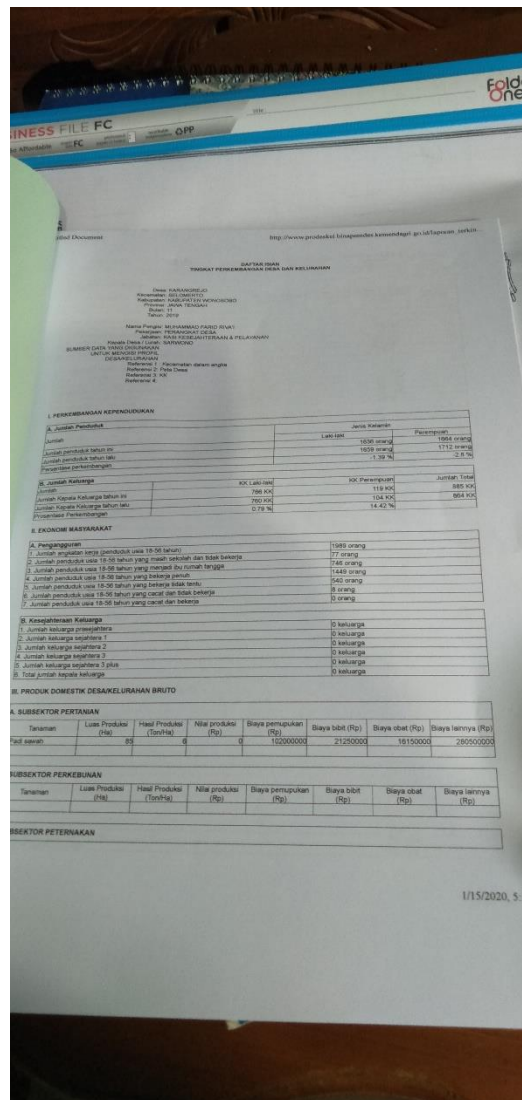 Fold
One
BUSINESS FILE FC
FC
PP
http://www.prodeskel.binapemdes.kemendagri.go.id/laporan_terkin...
DAFTAR ISIAN
TINGKAT PERKEMBANGAN DESA DAN KELURAHAN
Desa: KARANGREJO
Kecamatan: SELOMERTO
Kabupaten: KABUPATEN WONOSOBO
Provinsi: JAWA TENGAH
Bulan: 11
Tahun: 2019
Nama Pengisi: MUHAMMAD FARID RIVA'I
Pekerjaan: PERANGKAT DESA
Jabatan: KASI KESEJAHTERAAN & PELAYANAN
Kepala Desa / Lurah: SARWONO
SUMBER DATA YANG DIGUNAKAN
UNTUK MENGISI PROFIL
DESA/KELURAHAN
Referensi 1: Kecamatan dalam angka
Referensi 2: Peta Desa
Referensi 3: KK
Referensi 4:
I. PERKEMBANGAN KEPENDUDUKAN
A. Jumlah Penduduk Jenis Kelamin
Jumlah Laki-laki Perempuan
Jumlah penduduk tahun ini 1636 orang 1664 orang
Jumlah penduduk tahun lalu 1659 orang 1712 orang
Persentase perkembangan -1.39 % -2.8 %
B. Jumlah Keluarga
Jumlah KK Laki-laki KK Perempuan Jumlah Total
Jumlah Kepala Keluarga tahun ini 766 KK 119 KK 885 KK
Jumlah Kepala Keluarga tahun lalu 760 KK 104 KK 864 KK
Prosentase Perkembangan 0.79 % 14.42 %
II. EKONOMI MASYARAKAT
A. Pengangguran
1. Jumlah angkatan kerja (penduduk usia 18-56 tahun) 1989 orang
2. Jumlah penduduk usia 18-56 tahun yang masih sekolah dan tidak bekerja 77 orang
3. Jumlah penduduk usia 18-56 tahun yang menjadi ibu rumah tangga 746 orang
4. Jumlah penduduk usia 18-56 tahun yang bekerja penuh 1449 orang
5. Jumlah penduduk usia 18-56 tahun yang bekerja tidak tentu 540 orang
6. Jumlah penduduk usia 18-56 tahun yang cacat dan tidak bekerja 8 orang
7. Jumlah penduduk usia 18-56 tahun yang cacat dan bekerja 0 orang
B. Kesejahteraan Keluarga
1. Jumlah keluarga prasejahtera 0 keluarga
2. Jumlah keluarga sejahtera 1 0 keluarga
3. Jumlah keluarga sejahtera 2 0 keluarga
4. Jumlah keluarga sejahtera 3 0 keluarga
5. Jumlah keluarga sejahtera 3 plus 0 keluarga
6. Total jumlah kepala keluarga 0 keluarga
III. PRODUK DOMESTIK DESA/KELURAHAN BRUTO
A. SUBSEKTOR PERTANIAN
Tanaman Luas Produksi (Ha) Hasil Produksi (Ton/Ha) Nilai produksi (Rp) Biaya pemupukan (Rp) Biaya bibit (Rp) Biaya obat (Rp) Biaya lainnya (Rp)
Padi sawah 85 6 0 102000000 21250000 16150000 280500000
SUBSEKTOR PERKEBUNAN
Tanaman Luas Produksi (Ha) Hasil Produksi (Ton/Ha) Nilai produksi (Rp) Biaya pemupukan (Rp) Biaya bibit (Rp) Biaya obat (Rp) Biaya lainnya (Rp)
SUBSEKTOR PETERNAKAN
1/15/2020, 5: